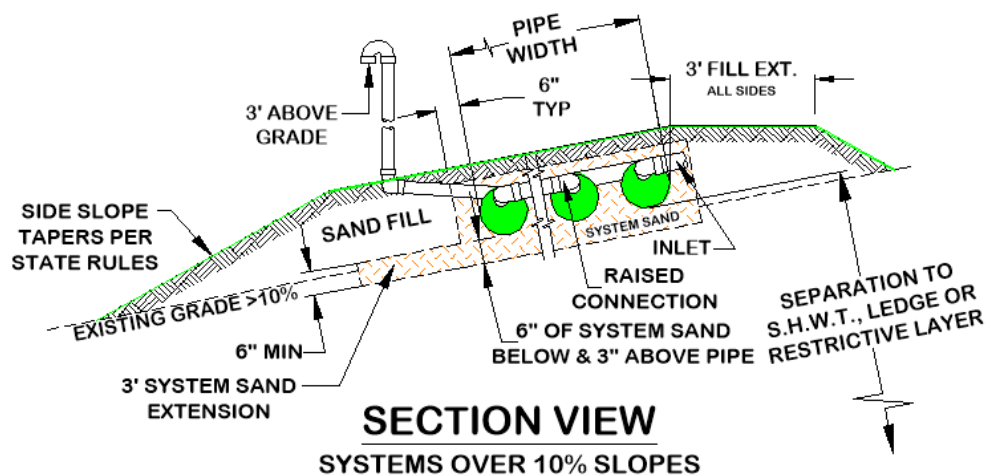 PIPE
WIDTH
3' FILL EXT.
ALL SIDES
6"
TYP
3' ABOVE
GRADE
SIDE SLOPE
TAPERS PER
STATE RULES
SAND FILL
SYSTEM SAND
INLET
RAISED
CONNECTION
EXISTING GRADE >10%
SEPARATION TO
S.H.W.T., LEDGE OR
RESTRICTIVE LAYER
6" MIN
6" OF SYSTEM SAND
BELOW & 3" ABOVE PIPE
3' SYSTEM SAND
EXTENSION
SECTION VIEW
SYSTEMS OVER 10% SLOPES